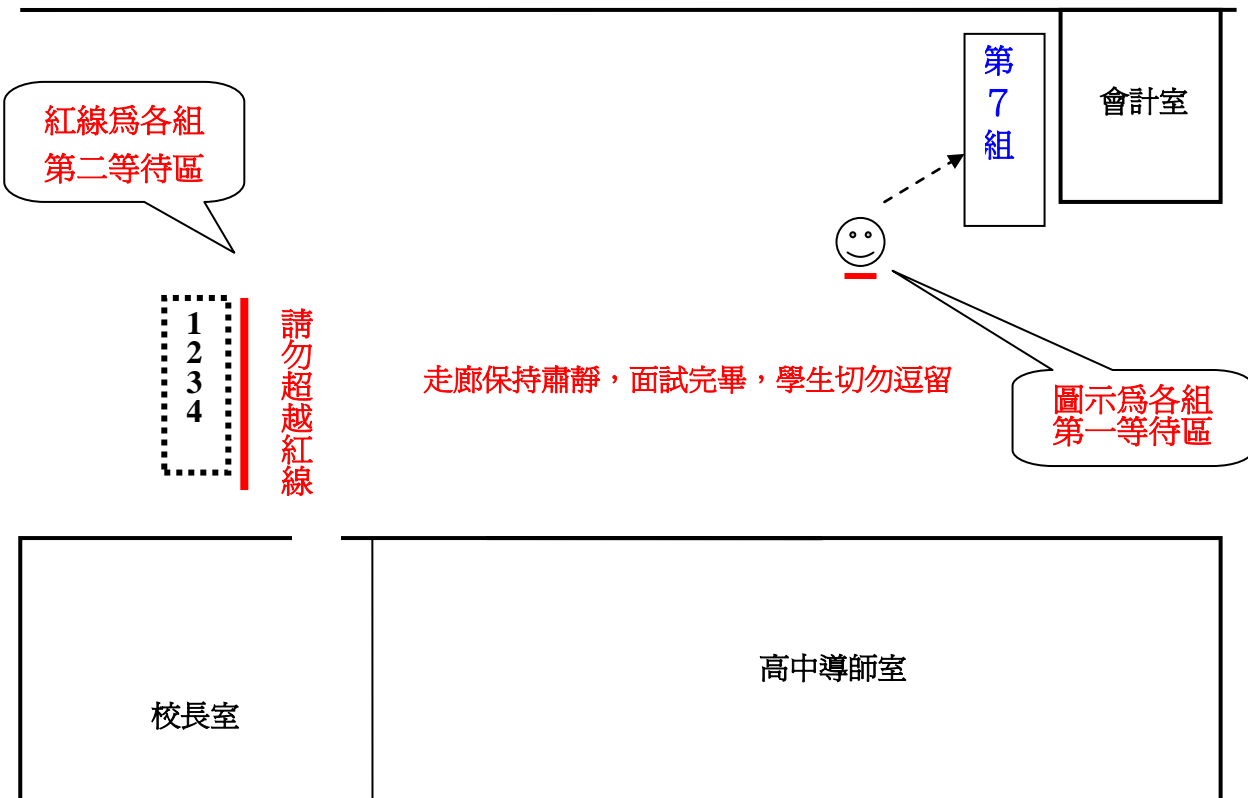 第7組
會計室
紅線為各組
第二等待區
1
2
3
4
請勿超越紅線
走廊保持肅靜，面試完畢，學生切勿逗留
圖示為各組
第一等待區
高中導師室
校長室